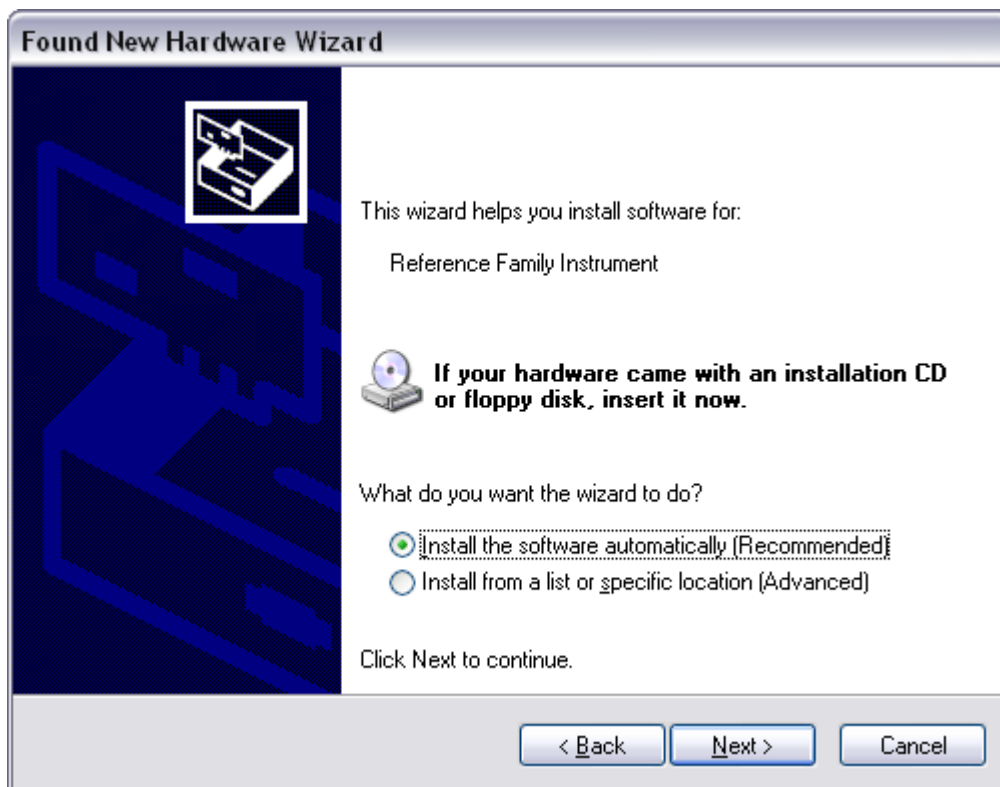 Found New Hardware Wizard
This wizard helps you install software for:
Reference Family Instrument
If your hardware came with an installation CD
or floppy disk, insert it now.
What do you want the wizard to do?
Install the software automatically (Recommended)
Install from a list or specific location (Advanced)
Click Next to continue.
< Back
Next >
Cancel